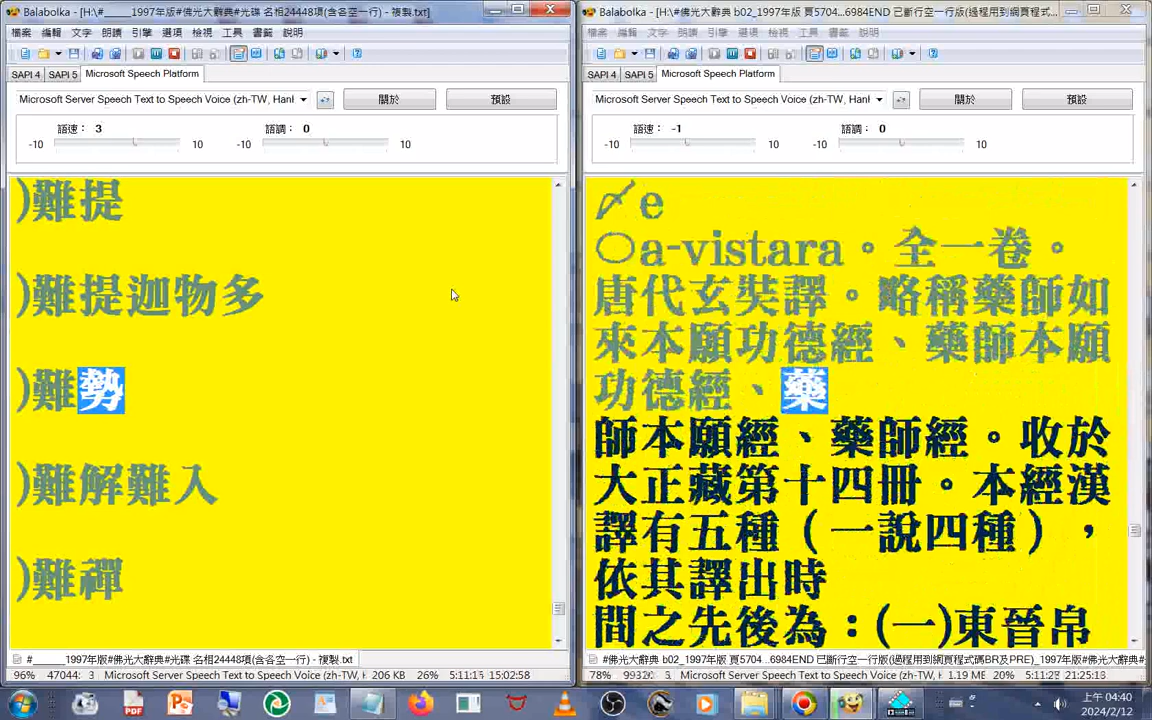 Balabolka - [H:\#_____1997年版#佛光大辭典#光碟 名相24448項(含各空一行) - 複製.txt]
檔案 編輯 文字 朗讀 引擎 選項 檢視 工具 書籤 說明
SAPI 4 SAPI 5 Microsoft Speech Platform
Microsoft Server Speech Text to Speech Voice (zh-TW, Hanl
關於
預設
語速： 3
語調： 0
-10 10 -10 10
)難提
)難提迦物多
)難勢
)難解難入
)難禪
#_____1997年版#佛光大辭典#光碟 名相24448項(含各空一行) - 複製.txt
96% 47044: 3 Microsoft Server Speech Text to Speech Voice (zh-TW, H 206 KB 26% 5:11:15 15:02:58
Balabolka - [H:\#佛光大辭典 b02_1997年版 頁5704...6984END 已斷行空一行版(過程用到網頁程式...
檔案 編輯 文字 朗讀 引擎 選項 檢視 工具 書籤 說明
SAPI 4 SAPI 5 Microsoft Speech Platform
Microsoft Server Speech Text to Speech Voice (zh-TW, Hanl
關於
預設
語速： -1
語調： 0
-10 10 -10 10
〆e
○a-vistara。全一卷。
唐代玄奘譯。略稱藥師如
來本願功德經、藥師本願
功德經、藥
師本願經、藥師經。收於
大正藏第十四冊。本經漢
譯有五種（一說四種），
依其譯出時
間之先後為：(一)東晉帛
#佛光大辭典 b02_1997年版 頁5704...6984END 已斷行空一行版(過程用到網頁程式碼BR及PRE)_1997年版#佛光大辭典#
78% Microsoft Server Speech Text to Speech Voice (zh-TW, H 1.19 MB 20% 5:11:28 21:25:18
上午 04:40
2024/2/12